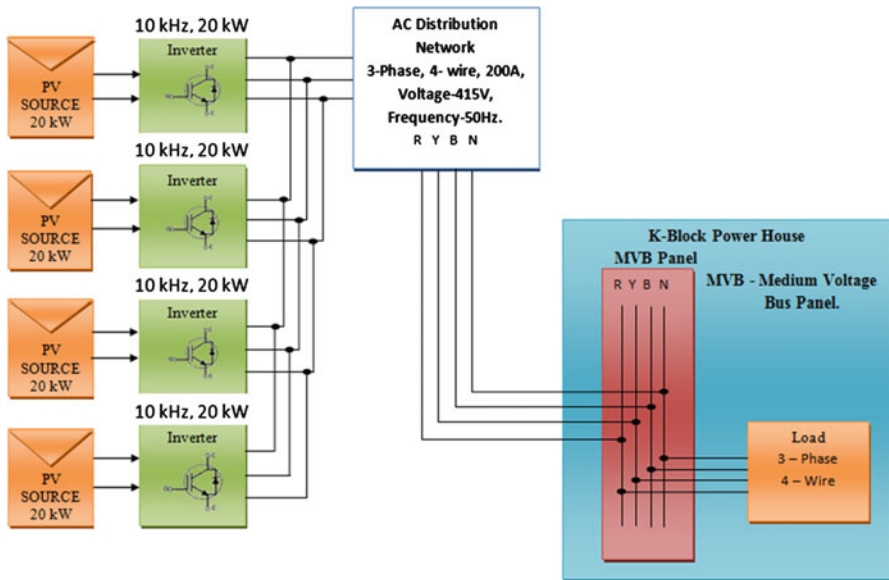 10 kHz, 20 kW
PV
SOURCE
20 kW
Inverter
10 kHz, 20 kW
PV
SOURCE
20 kW
Inverter
10 kHz, 20 kW
PV
SOURCE
20 kW
Inverter
10 kHz, 20 kW
PV
SOURCE
20 kW
Inverter
AC Distribution
Network
3-Phase, 4- wire, 200A,
Voltage-415V,
Frequency-50Hz.
R Y B N
K-Block Power House
MVB Panel
R Y B N
MVB - Medium Voltage
Bus Panel.
Load
3 – Phase
4 – Wire